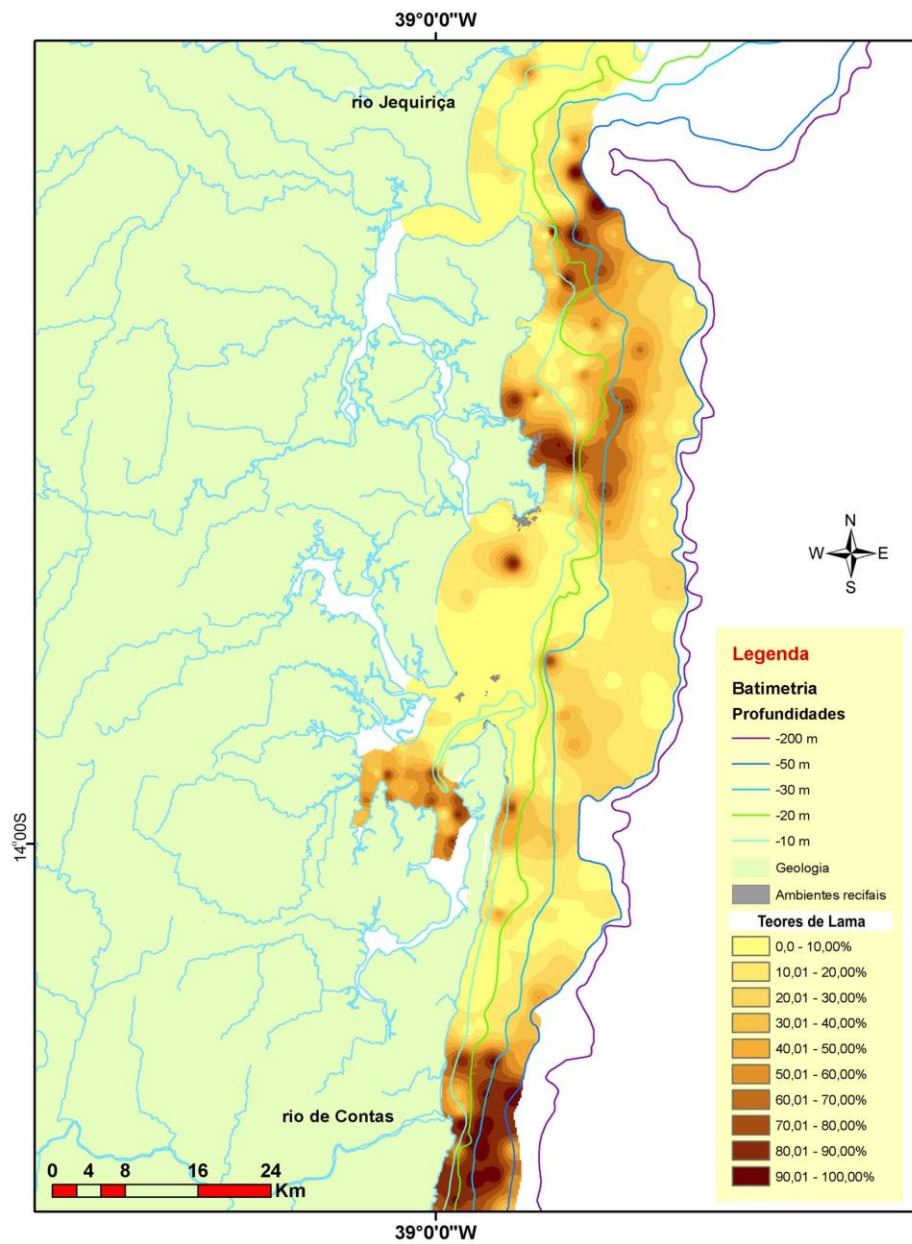 39°0'0"W
rio Jequiriça
N
W
E
S
14°00S
Legenda
Batimetria
Profundidades
-200 m
-50 m
-30 m
-20 m
-10 m
Geologia
Ambientes recifais
Teores de Lama
0,0 - 10,00%
10,01 - 20,00%
20,01 - 30,00%
30,01 - 40,00%
40,01 - 50,00%
50,01 - 60,00%
60,01 - 70,00%
70,01 - 80,00%
80,01 - 90,00%
90,01 - 100,00%
rio de Contas
0 4 8 16 24
Km
39°0'0"W